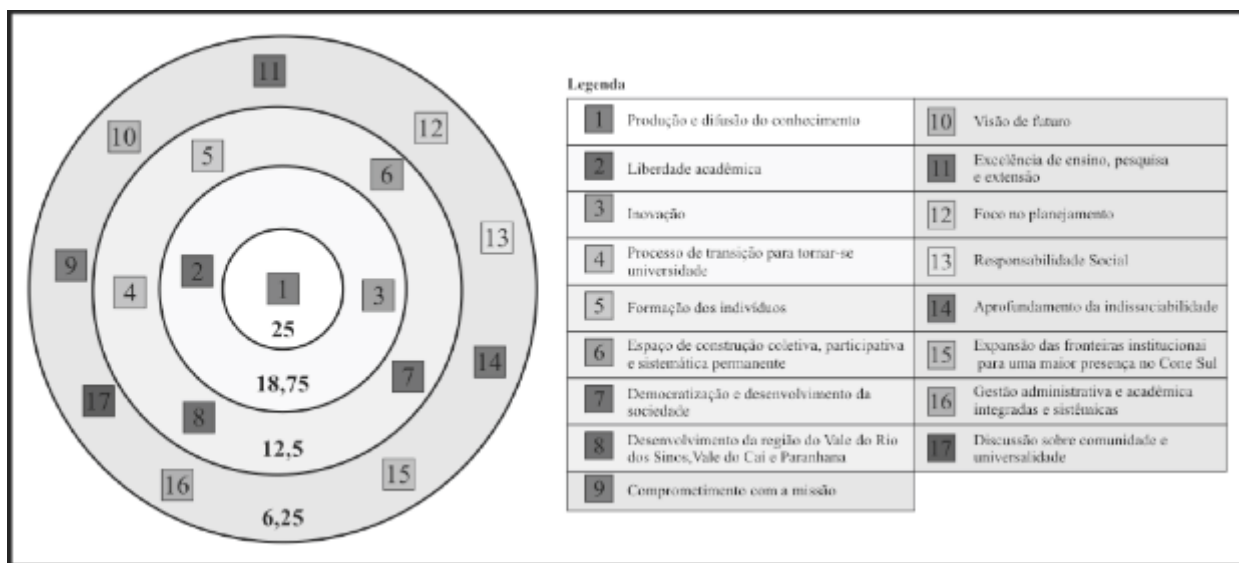 11
10
12
5
6
13
9
2
4
1
3
25
14
7
18,75
17
8
12,5
15
16
6,25
Legenda
1 Produção e difusão do conhecimento
2 Liberdade acadêmica
3 Inovação
4 Processo de transição para tornar-se
universidade
5 Formação dos indivíduos
6 Espaço de construção coletiva, participativa
e sistemática permanente
7 Democratização e desenvolvimento da
sociedade
8 Desenvolvimento da região do Vale do Rio
dos Sinos,Vale do Cai e Paranhana
9 Comprometimento com a missão
10 Visão de futuro
11 Excelência de ensino, pesquisa
e extensão
12 Foco no planejamento
13 Responsabilidade Social
14 Aprofundamento da indissociabilidade
15 Expansão das fronteiras institucionai
para uma maior presença no Cone Sul
16 Gestão administrativa e acadêmica
integradas e sistêmicas
17 Discussão sobre comunidade e
universalidade